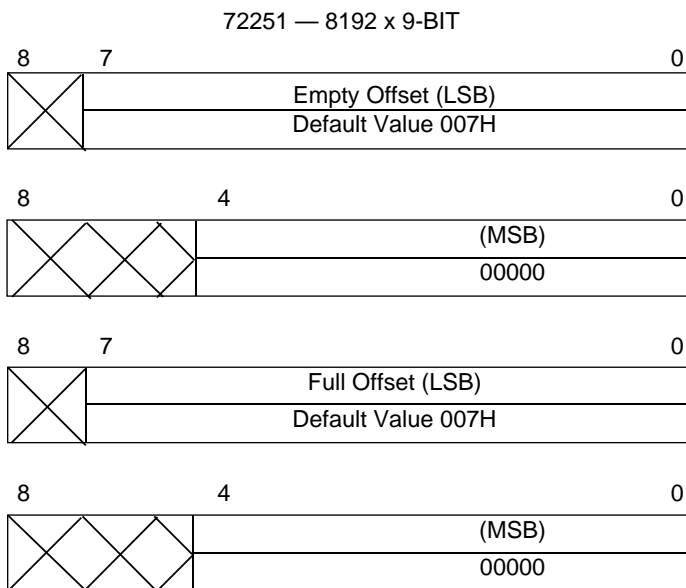 72251 — 8192 x 9-BIT
8 7 0
Empty Offset (LSB)
Default Value 007H
8 4 0
(MSB)
00000
8 7 0
Full Offset (LSB)
Default Value 007H
8 4 0
(MSB)
00000